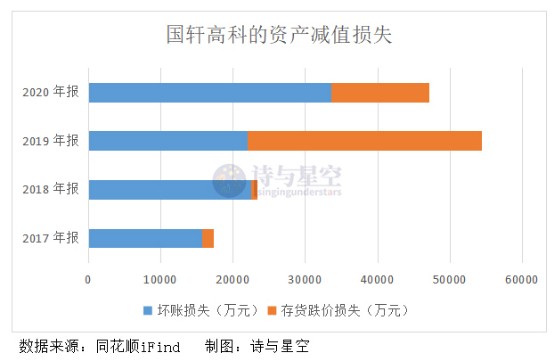 国轩高科的资产减值损失
2020 年报
2019 年报
2018 年报
2017 年报
诗与星空
singingunderstars
0 10000 20000 30000 40000 50000 60000
坏账损失（万元） 存货跌价损失（万元）
数据来源：同花顺iFind 制图：诗与星空